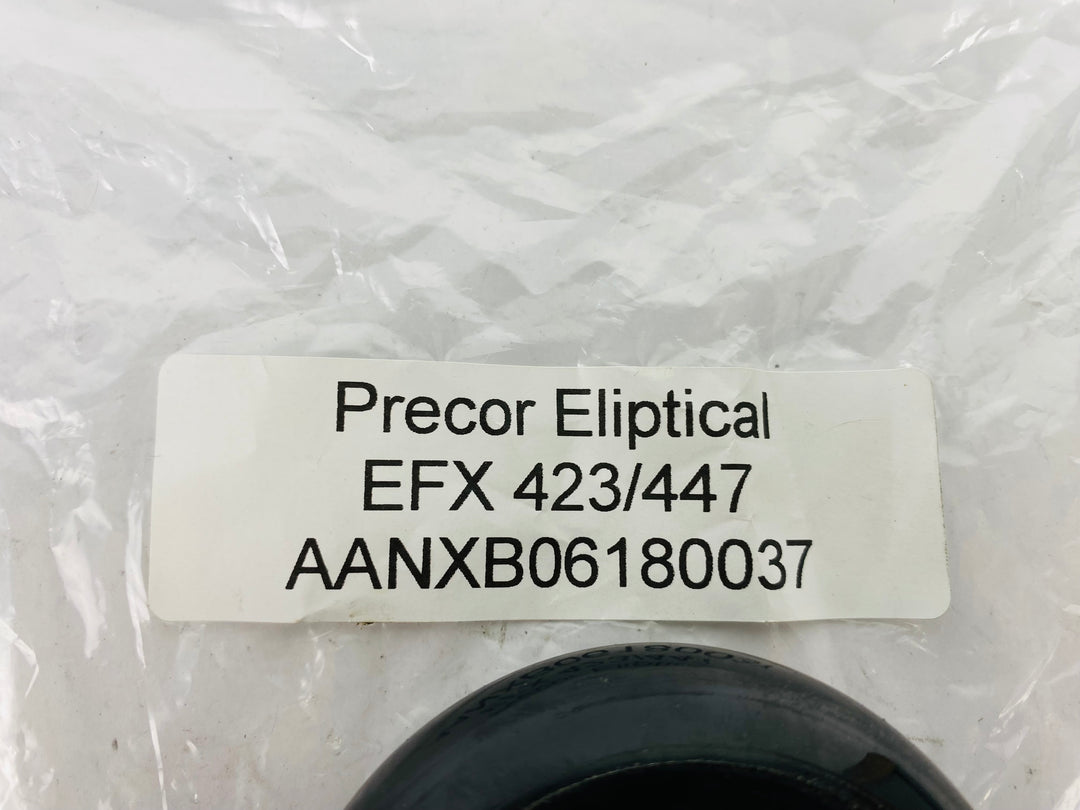 Precor Eliptical
EFX 423/447
AANXB06180037